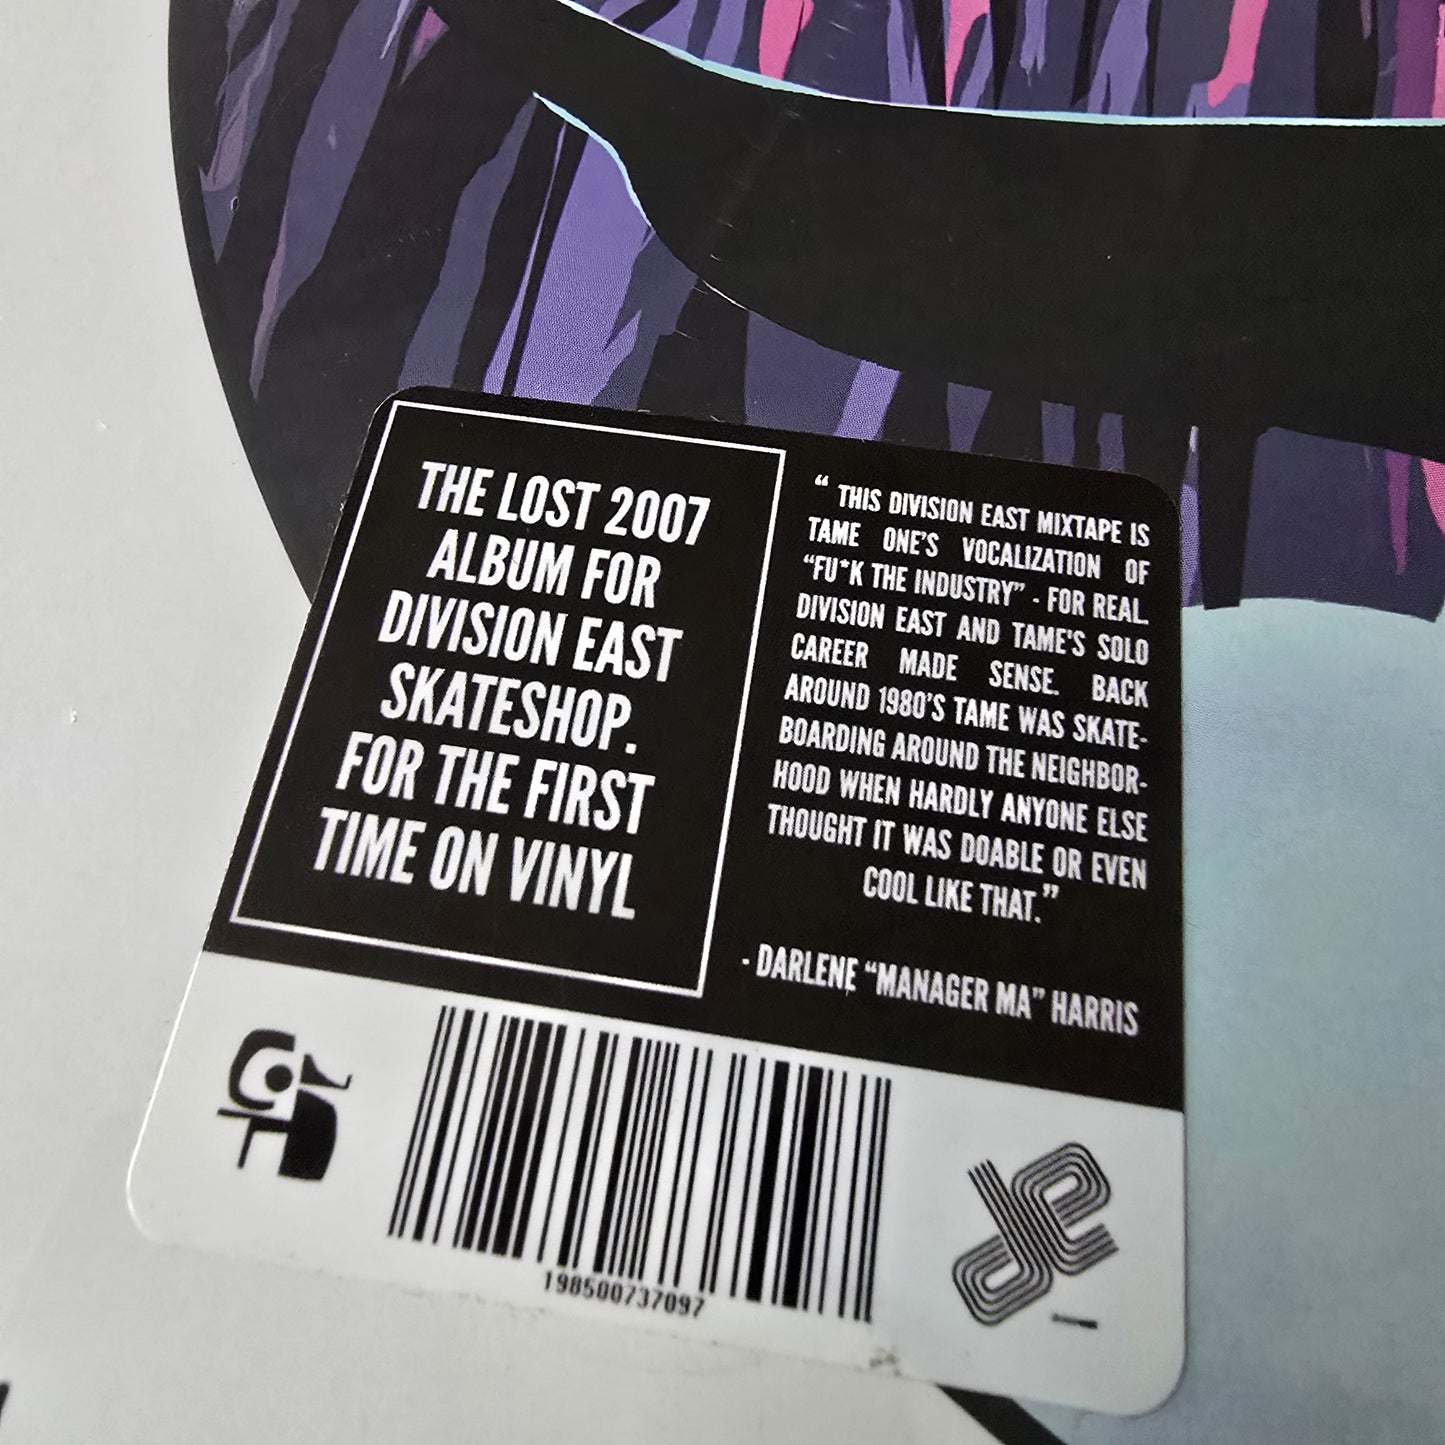 THE LOST 2007
ALBUM FOR
DIVISION EAST
SKATESHOP.
FOR THE FIRST
TIME ON VINYL
“ THIS DIVISION EAST MIXTAPE IS
TAME ONE'S VOCALIZATION OF
“FU*K THE INDUSTRY” - FOR REAL.
DIVISION EAST AND TAME'S SOLO
CAREER MADE SENSE. BACK
AROUND 1980'S TAME WAS SKATE-
BOARDING AROUND THE NEIGHBOR-
HOOD WHEN HARDLY ANYONE ELSE
THOUGHT IT WAS DOABLE OR EVEN
COOL LIKE THAT.”
- DARLENE “MANAGER MA” HARRIS
198500737097